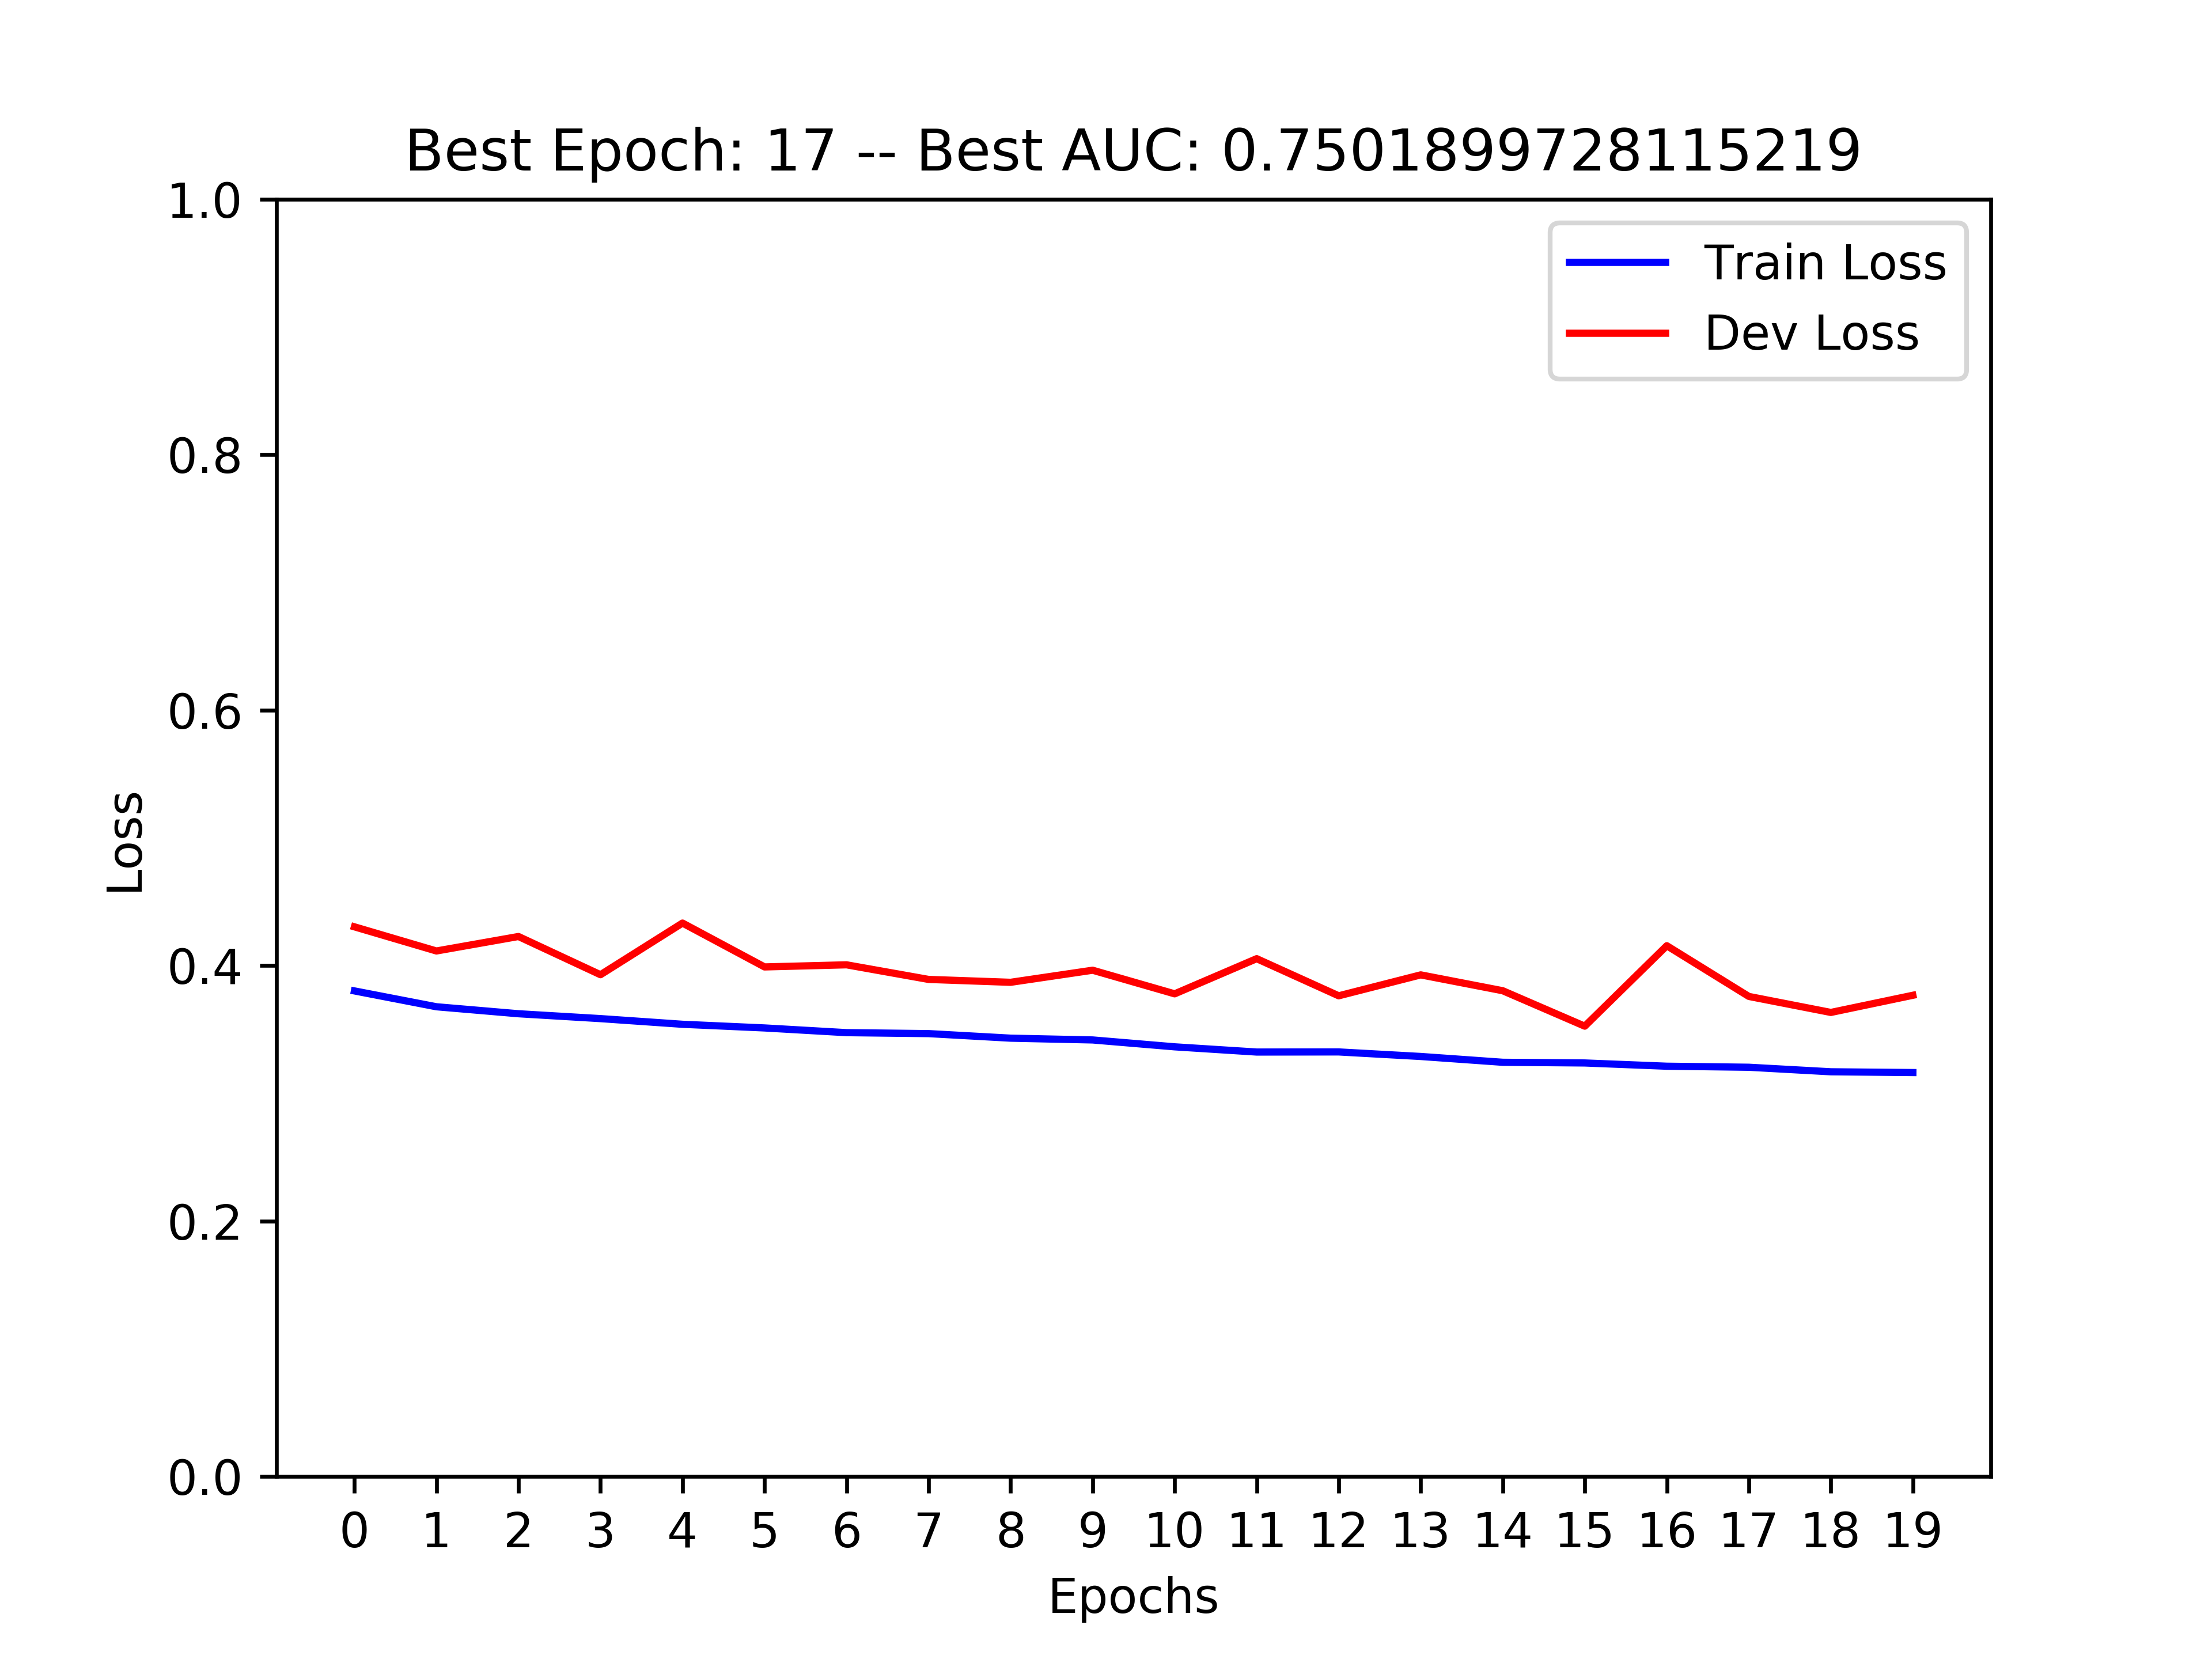 Best Epoch: 17 -- Best AUC: 0.7501899728115219
1.0
0.8
0.6
0.4
0.2
0.0
Loss
Train Loss
Dev Loss
0 1 2 3 4 5 6 7 8 9 10 11 12 13 14 15 16 17 18 19
Epochs